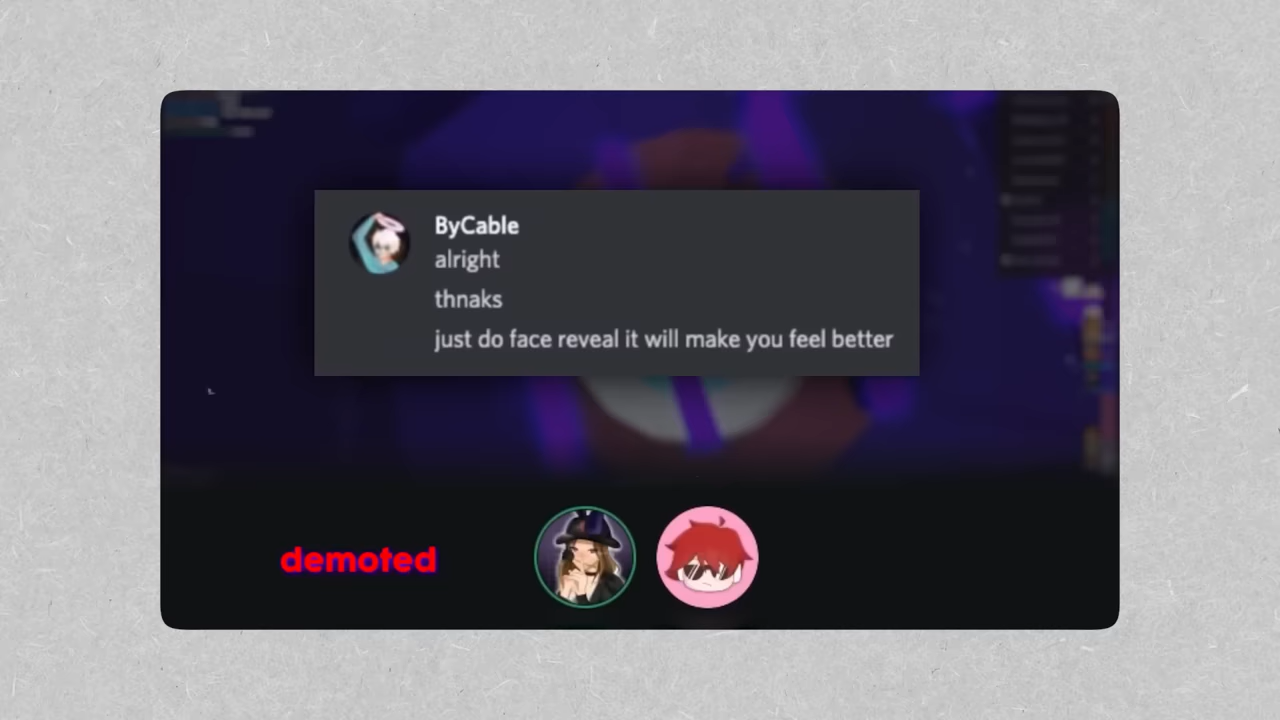 ByCable
alright
thnaks
just do face reveal it will make you feel better
demoted